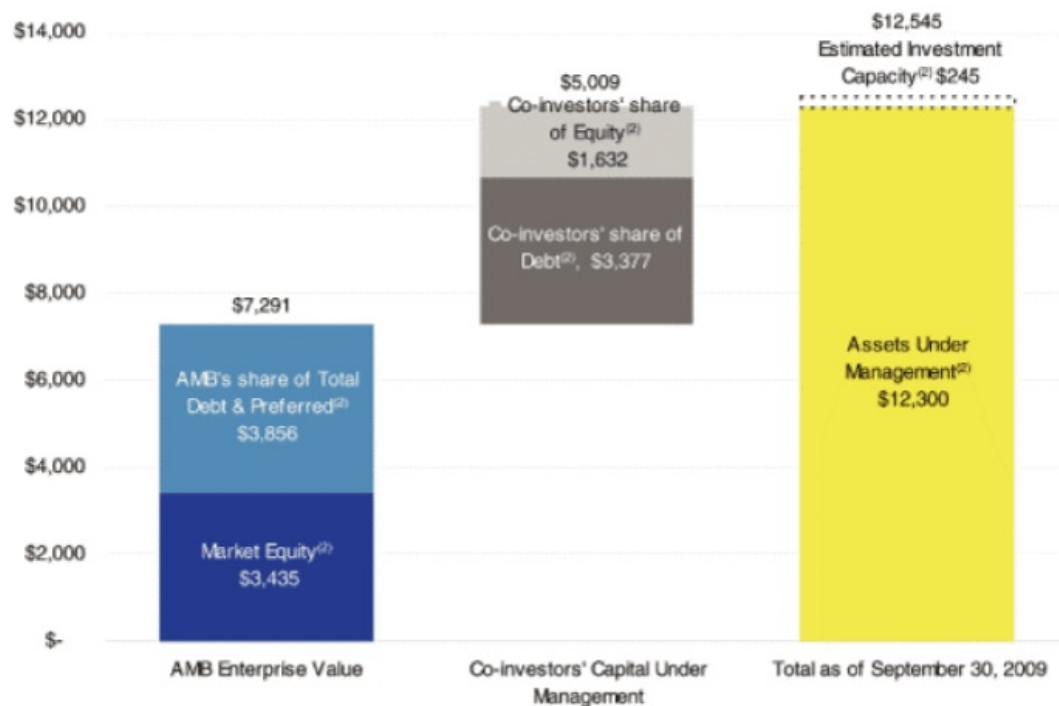 $14,000
$12,000
$10,000
$8,000
$6,000
$4,000
$2,000
$-
$7,291
AMB's share of Total
Debt & Preferred(2)
$3,856
Market Equity(2)
$3,435
AMB Enterprise Value
$5,009
Co-investors' share
of Equity(2)
$1,632
Co-investors' share of
Debt(2), $3,377
Co-investors' Capital Under
Management
$12,545
Estimated Investment
Capacity(2) $245
Assets Under
Management(2)
$12,300
Total as of September 30, 2009